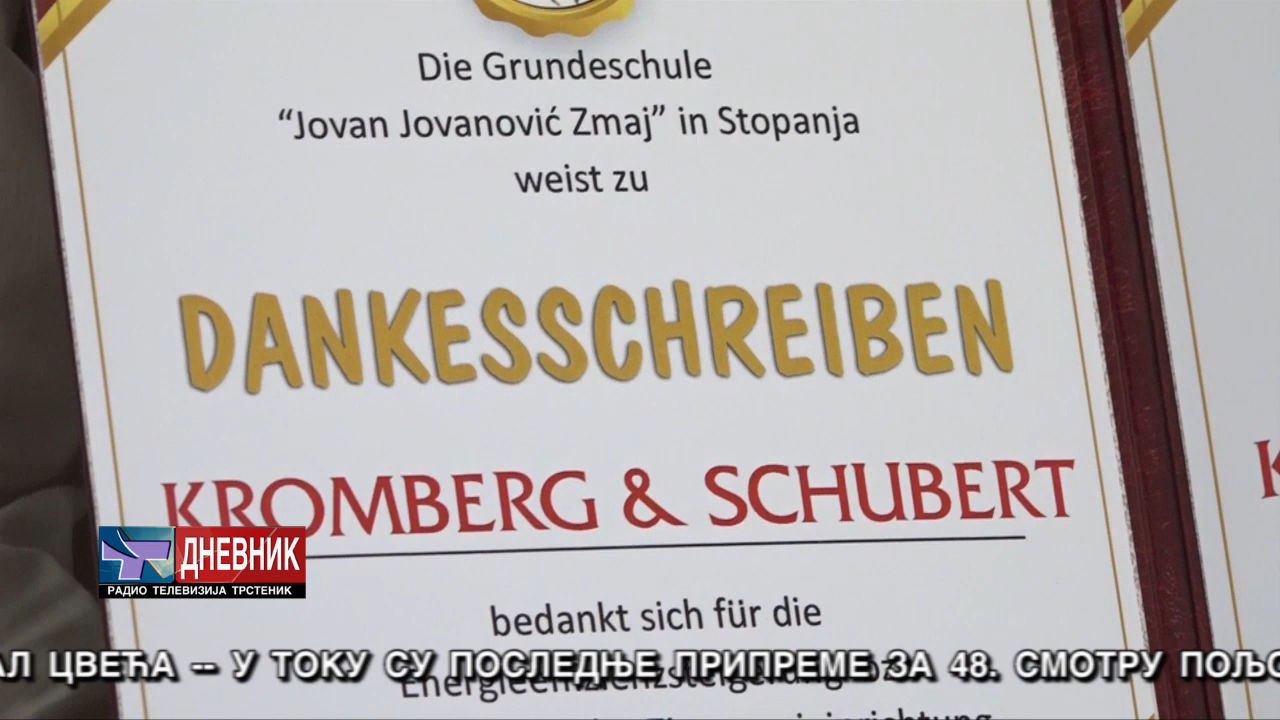 Die Grundeschule
“Jovan Jovanović Zmaj” in Stopanja
weist zu
DANKESSCHREIBEN
KROMBERG & SCHUBERT
bedankt sich für die
ДНЕВНИК
РАДИО ТЕЛЕВИЗИЈА ТРСТЕНИК
ЦВЕЋА -- У ТОКУ СУ ПОСЛЕДЊЕ ПРИПРЕМЕ ЗА 48. СМОТРУ